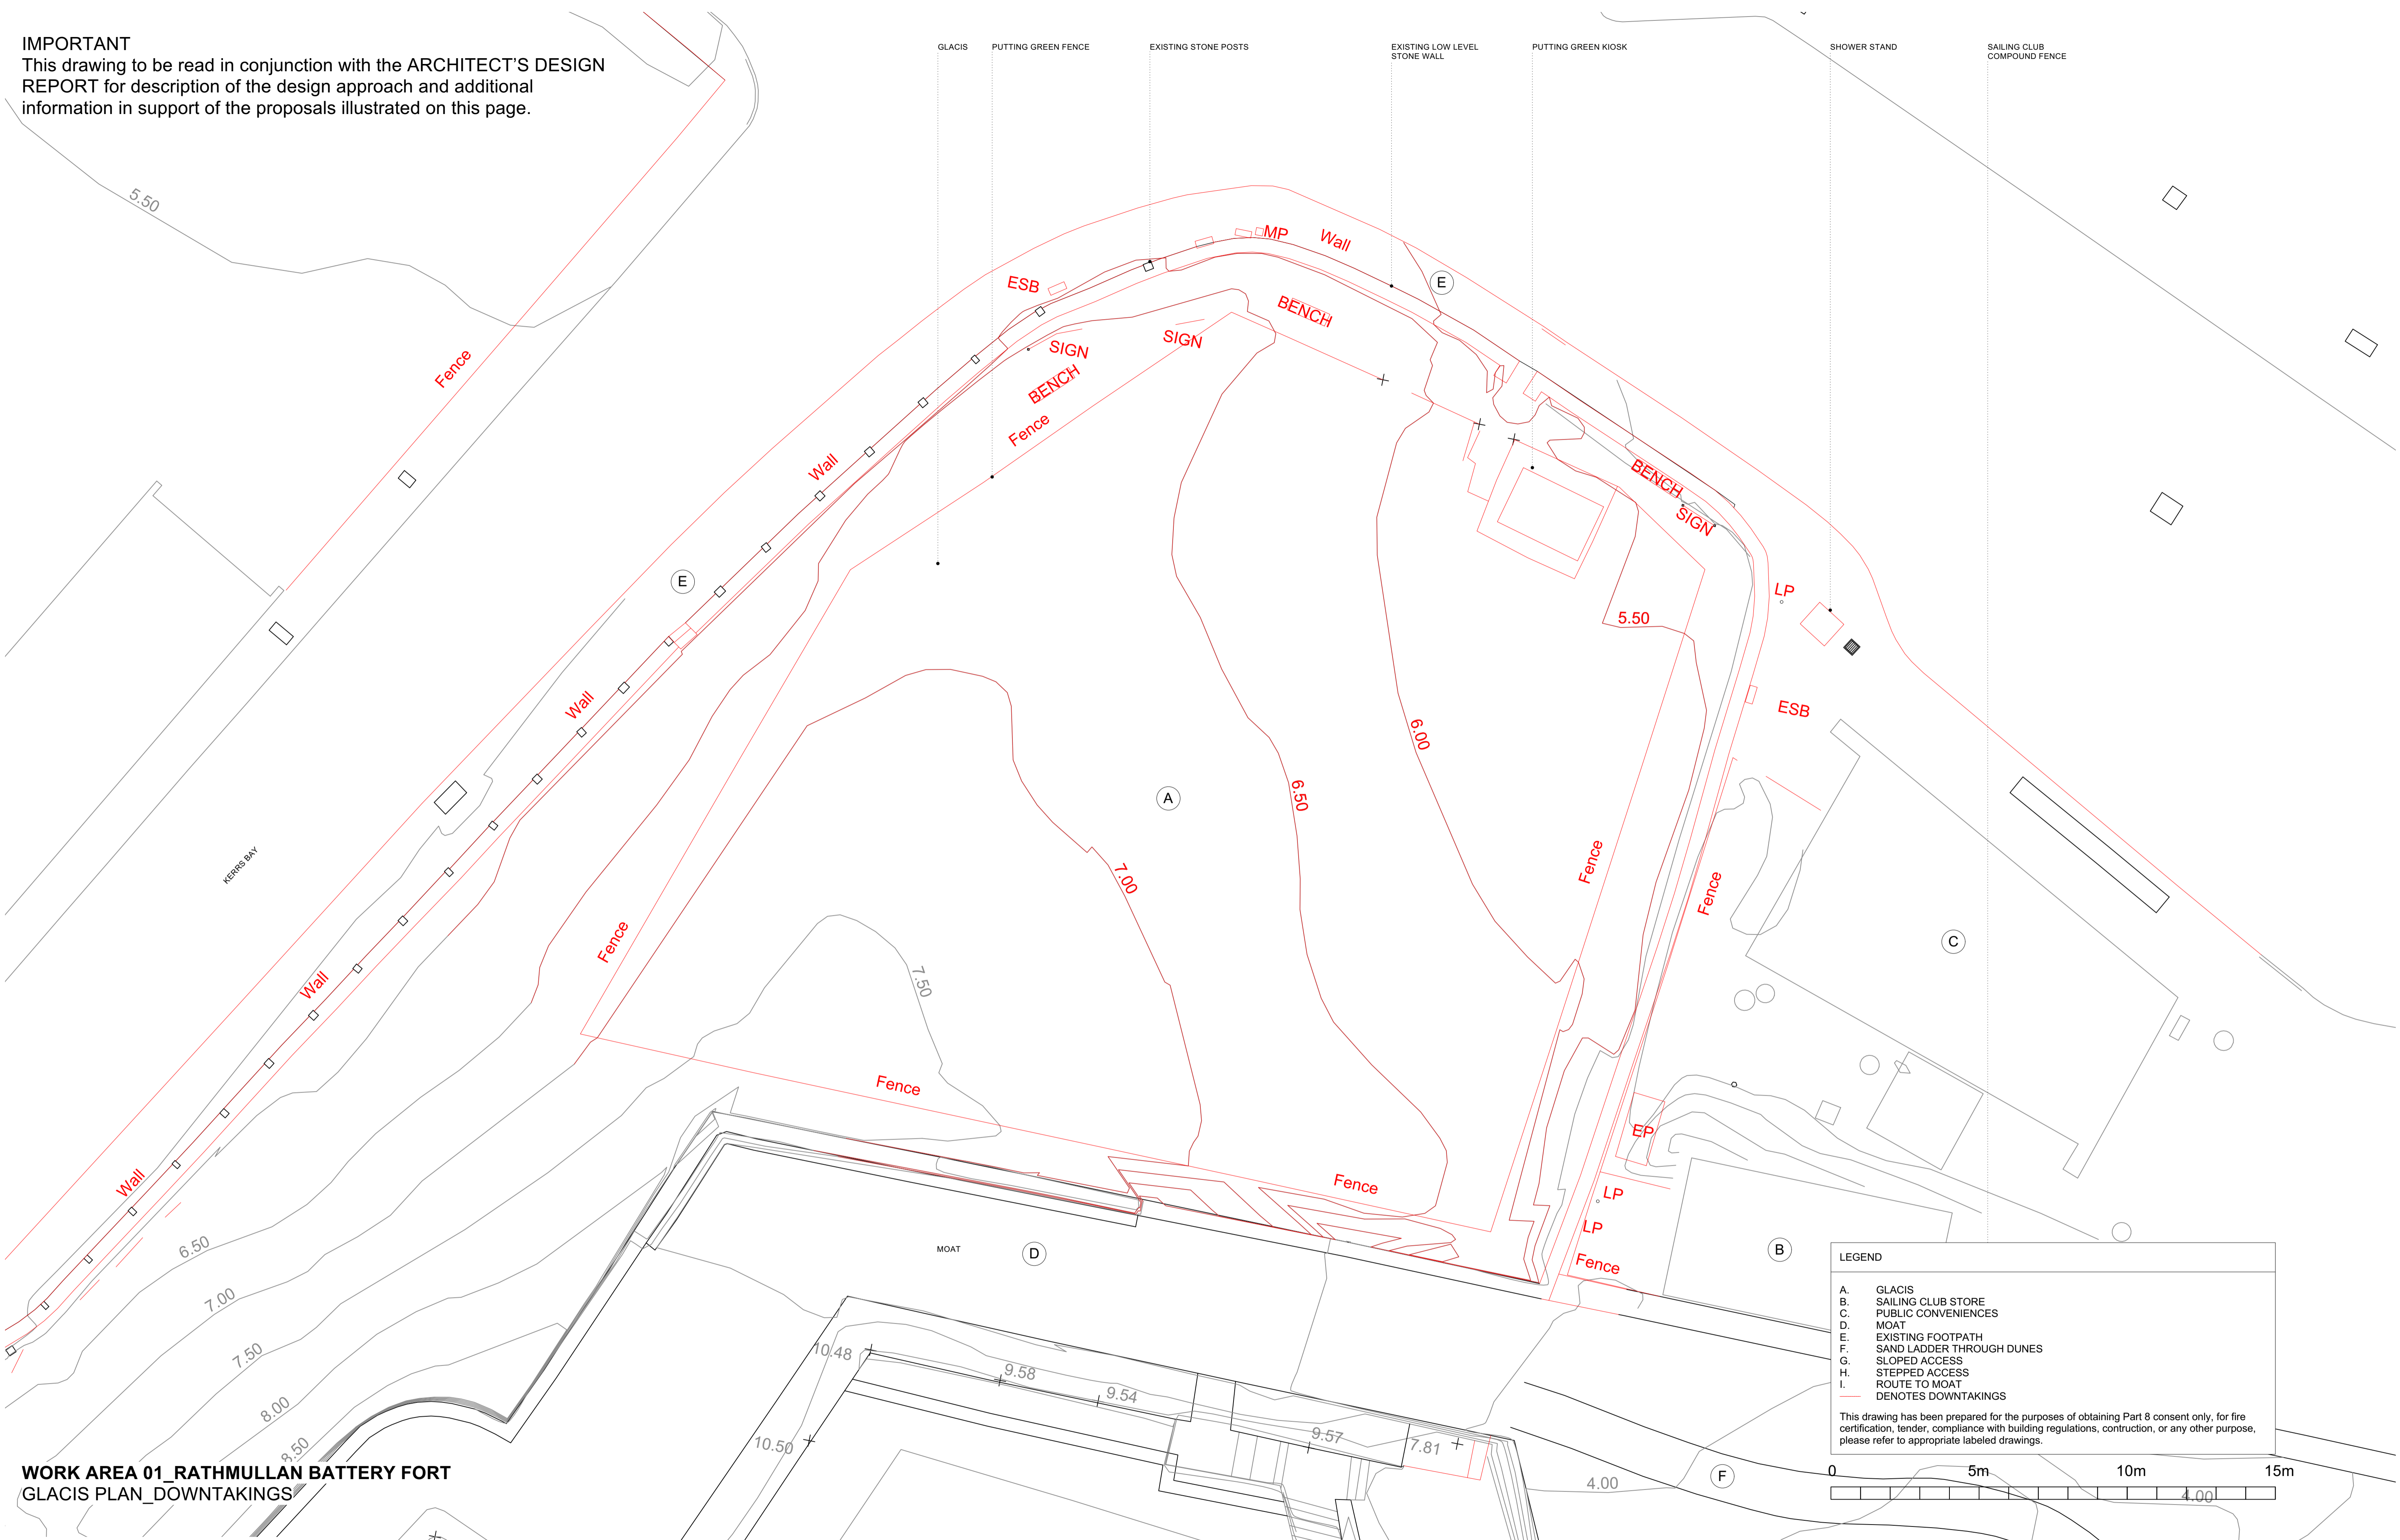 IMPORTANT
This drawing to be read in conjunction with the ARCHITECT'S DESIGN
REPORT for description of the design approach and additional
information in support of the proposals illustrated on this page.
GLACIS
PUTTING GREEN FENCE
EXISTING STONE POSTS
EXISTING LOW LEVEL
STONE WALL
PUTTING GREEN KIOSK
SHOWER STAND
SAILING CLUB
COMPOUND FENCE
5.50
MP
Wall
ESB
E
BENCH
SIGN
SIGN
Fence
BENCH
Fence
Wall
BENCH
SIGN
E
LP
5.50
Wall
ESB
6.00
A
6.50
KERRS BAY
7.00
Fence
Fence
Fence
C
Wall
7.50
Fence
EP
Wall
Fence
LP
LP
6.50
MOAT
D
B
Fence
7.00
7.50
10.48
9.58
9.54
8.00
10.50
9.57
7.81
8.50
F
4.00
LEGEND
A. GLACIS
B. SAILING CLUB STORE
C. PUBLIC CONVENIENCES
D. MOAT
E. EXISTING FOOTPATH
F. SAND LADDER THROUGH DUNES
G. SLOPED ACCESS
H. STEPPED ACCESS
I. ROUTE TO MOAT
DENOTES DOWNTAKINGS
This drawing has been prepared for the purposes of obtaining Part 8 consent only, for fire
certification, tender, compliance with building regulations, contruction, or any other purpose,
please refer to appropriate labeled drawings.
0 5m 10m 15m
4.00
WORK AREA 01_RATHMULLAN BATTERY FORT
GLACIS PLAN_DOWNTAKINGS